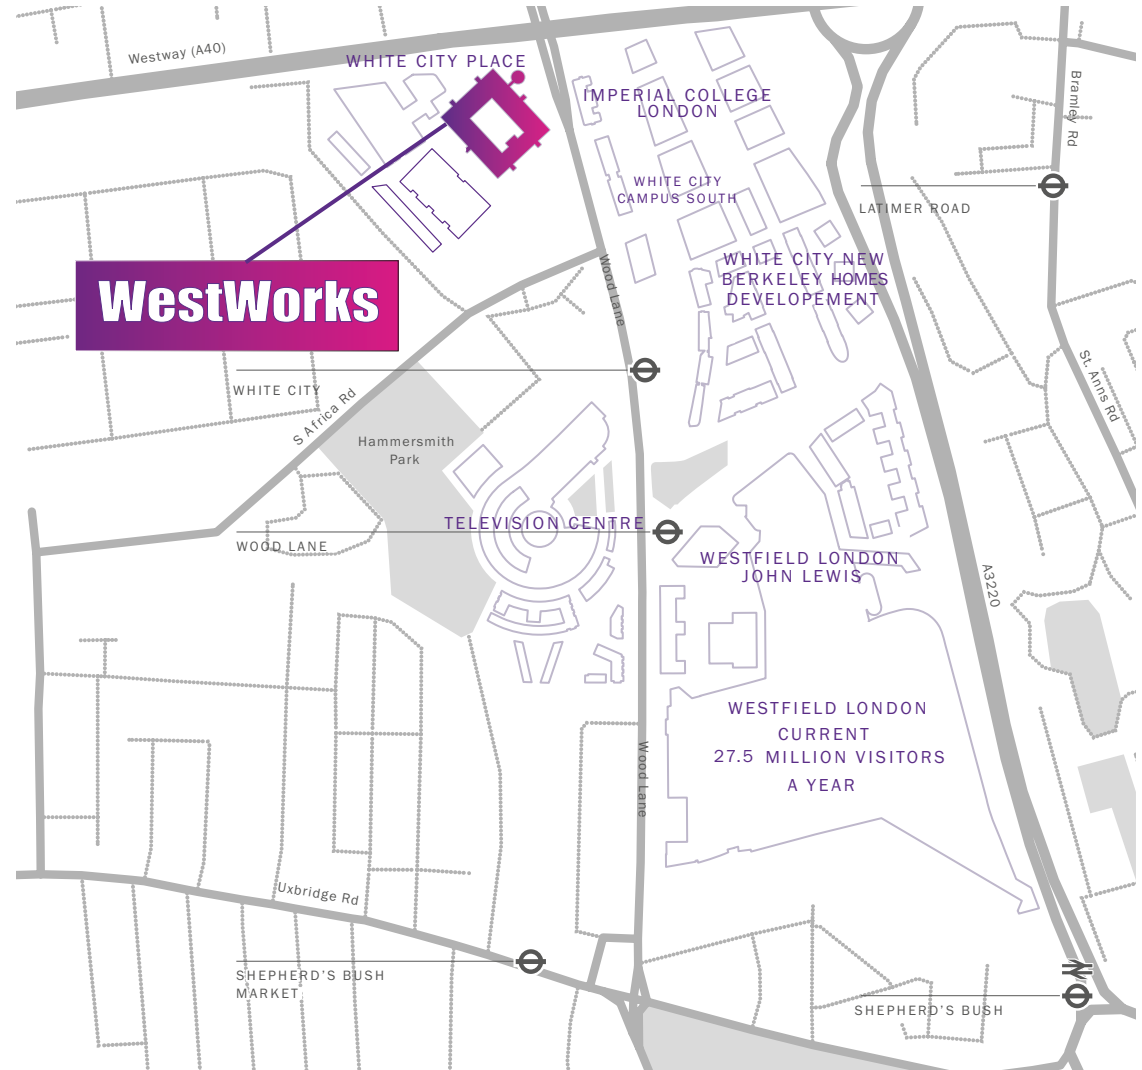 Westway (A40)
WHITE CITY PLACE
IMPERIAL COLLEGE
LONDON
Bramley Rd
WHITE CITY
CAMPUS SOUTH
LATIMER ROAD
WestWorks
Wood Lane
WHITE CITY NEW
BERKELEY HOMES
DEVELOPEMENT
WHITE CITY
S Africa Rd
St. Anns Rd
Hammersmith
Park
TELEVISION CENTRE
WOOD LANE
WESTFIELD LONDON
JOHN LEWIS
A3220
WESTFIELD LONDON
CURRENT
27.5 MILLION VISITORS
A YEAR
Wood Lane
Uxbridge Rd
SHEPHERD'S BUSH
MARKET
SHEPHERD'S BUSH